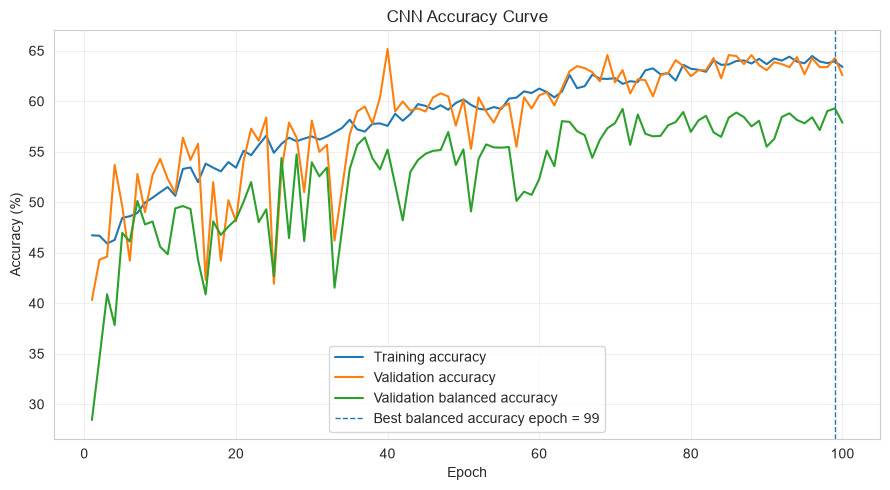 CNN Accuracy Curve
Accuracy (%)
65
60
55
50
45
40
35
30
Training accuracy
Validation accuracy
Validation balanced accuracy
Best balanced accuracy epoch = 99
0 20 40 60 80 100
Epoch